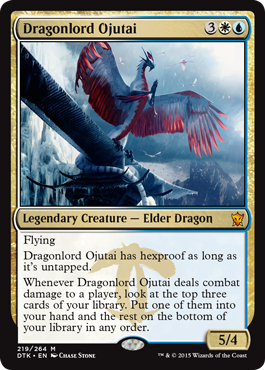 Dragonlord Ojutai 3
Legendary Creature — Elder Dragon
Flying
Dragonlord Ojutai has hexproof as long as
it's untapped.
Whenever Dragonlord Ojutai deals combat
damage to a player, look at the top three
cards of your library. Put one of them into
your hand and the rest on the bottom of
your library in any order.
5/4
219/264 M
DTK • EN Chase Stone
™ & © 2015 Wizards of the Coast